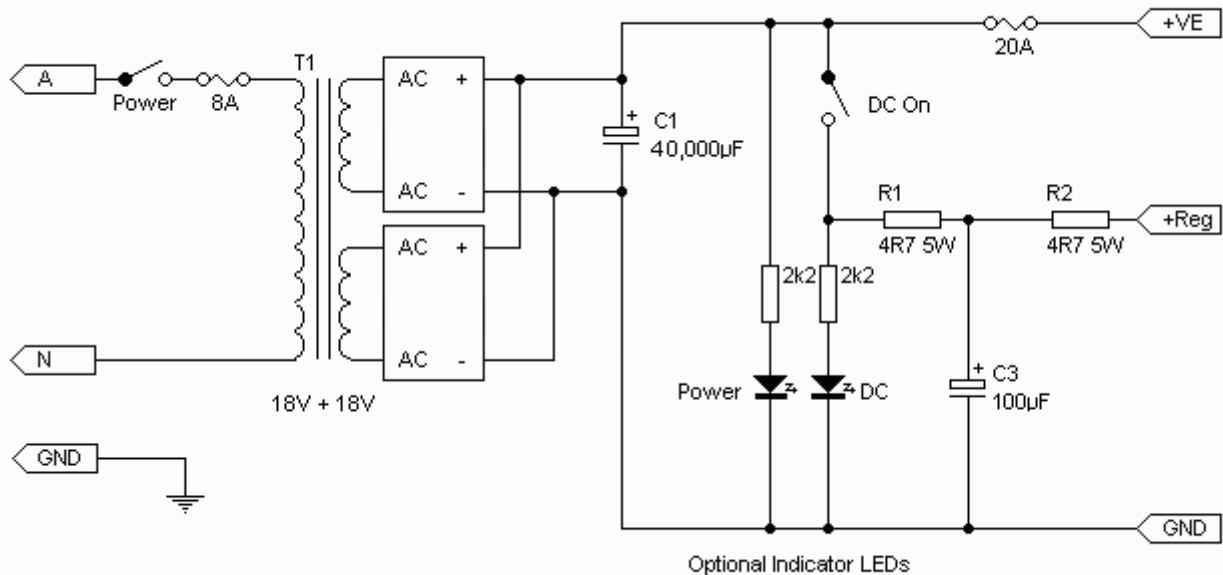 +VE
20A
A
Power
8A
T1
AC +
AC -
+
C1
40,000µF
DC On
R1
4R7 5W
R2
4R7 5W
+Reg
AC +
AC -
2k2
2k2
N
18V + 18V
Power
DC
+
C3
100µF
GND
GND
Optional Indicator LEDs